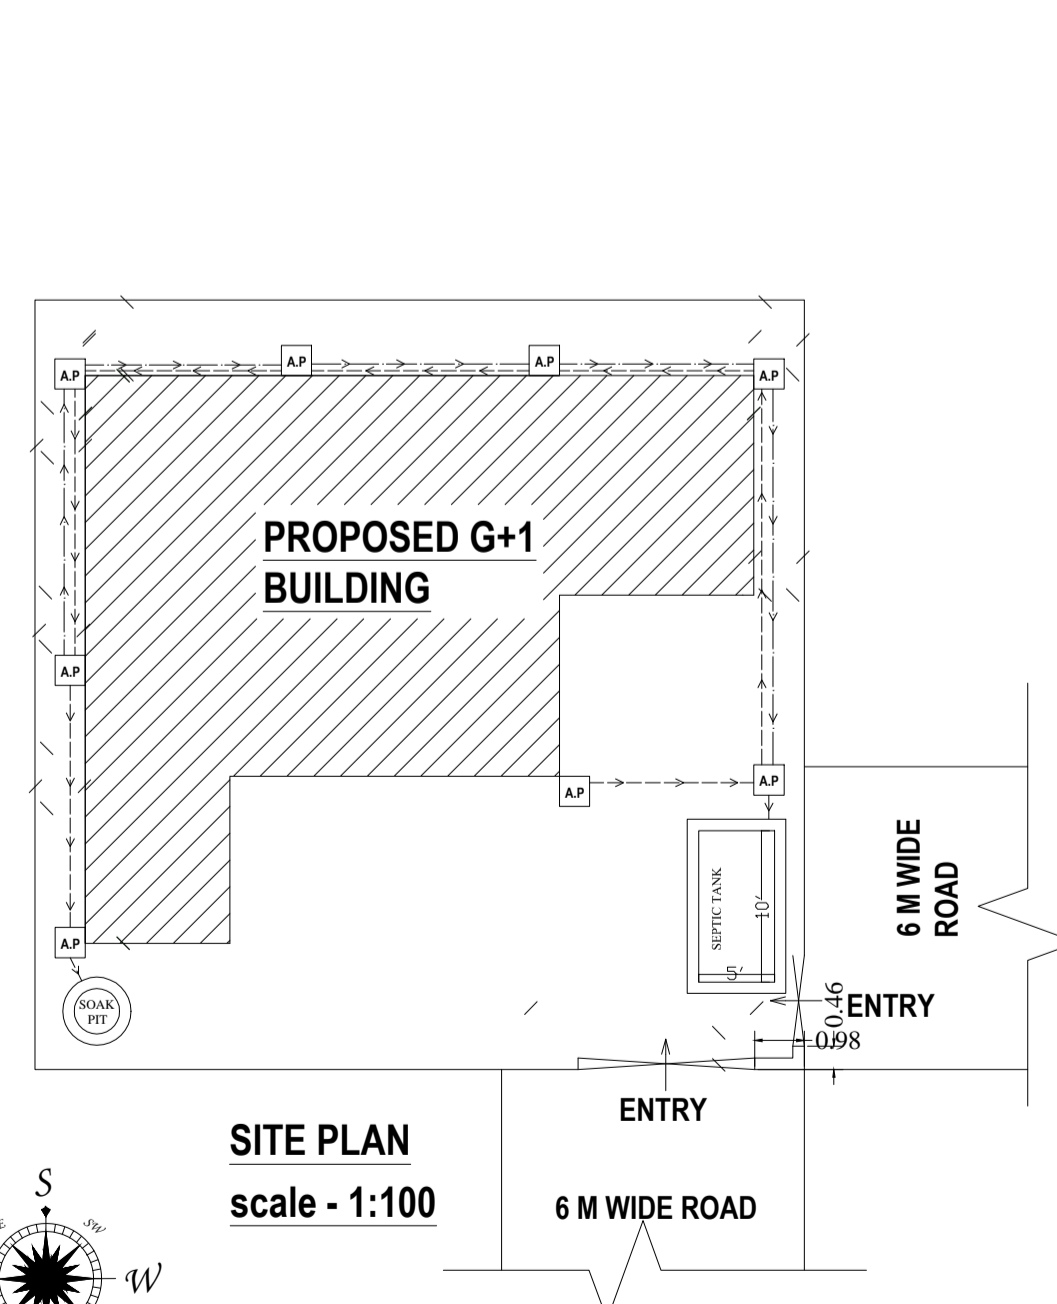 A.P
A.P
A.P
A.P
PROPOSED G+1
BUILDING
A.P
A.P
A.P
A.P
SEPTIC TANK
10'
5'
SOAK
PIT
6 M WIDE
ROAD
ENTRY
0.46
0.98
ENTRY
SITE PLAN
scale - 1:100
6 M WIDE ROAD
S
SW
W